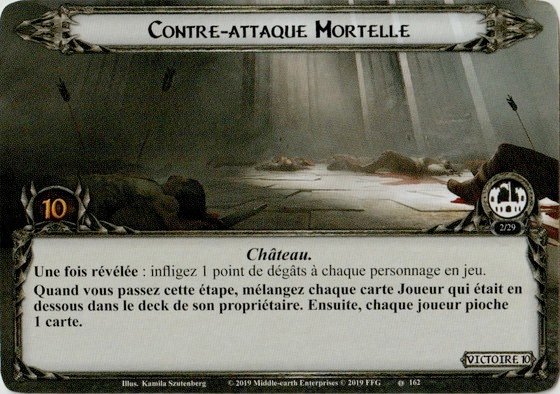 CONTRE-ATTAQUE MORTELLE
10
2/29
Château.
Une fois révélée : infligez 1 point de dégâts à chaque personnage en jeu.
Quand vous passez cette étape, mélangez chaque carte Joueur qui était en
dessous dans le deck de son propriétaire. Ensuite, chaque joueur pioche
1 carte.
VICTOIRE 10
Illus. Kamila Szutenberg © 2019 Middle-earth Enterprises © 2019 FFG 162